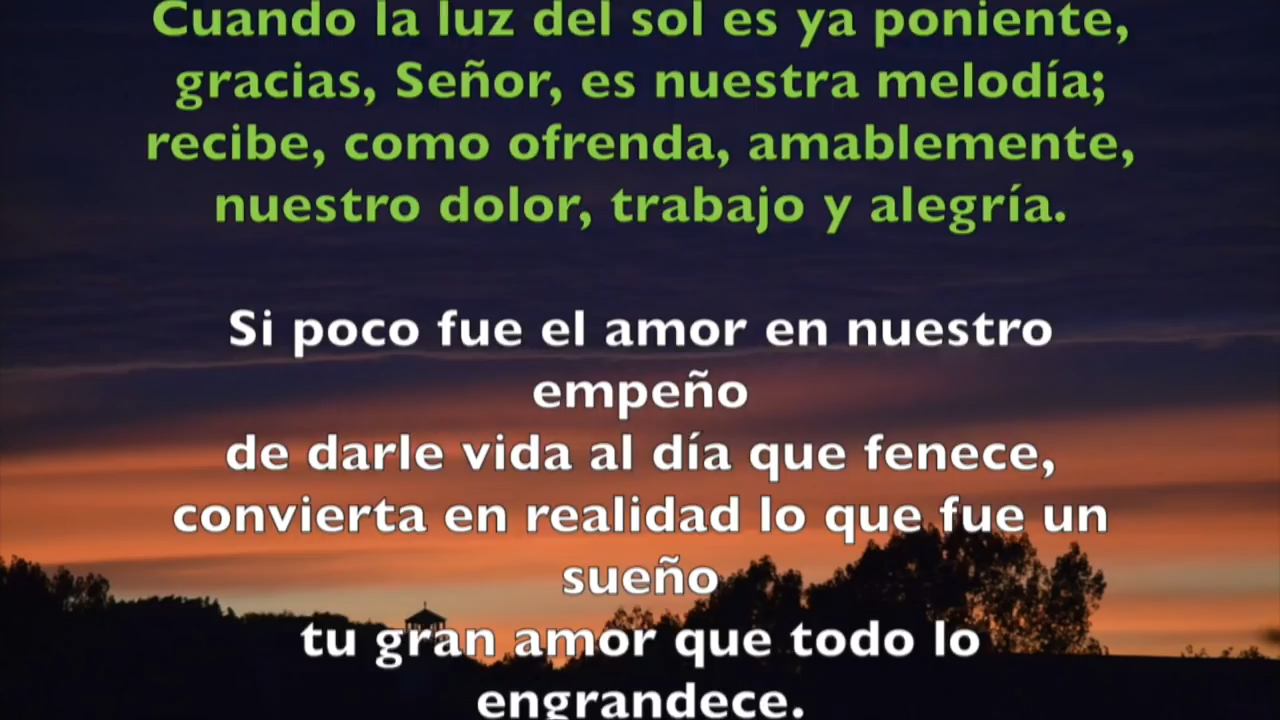 Cuando la luz del sol es ya poniente,
gracias, Señor, es nuestra melodía;
recibe, como ofrenda, amablemente,
nuestro dolor, trabajo y alegría.
Si poco fue el amor en nuestro
empeño
de darle vida al día que fenece,
convierta en realidad lo que fue un
sueño
tu gran amor que todo lo
engrandece.